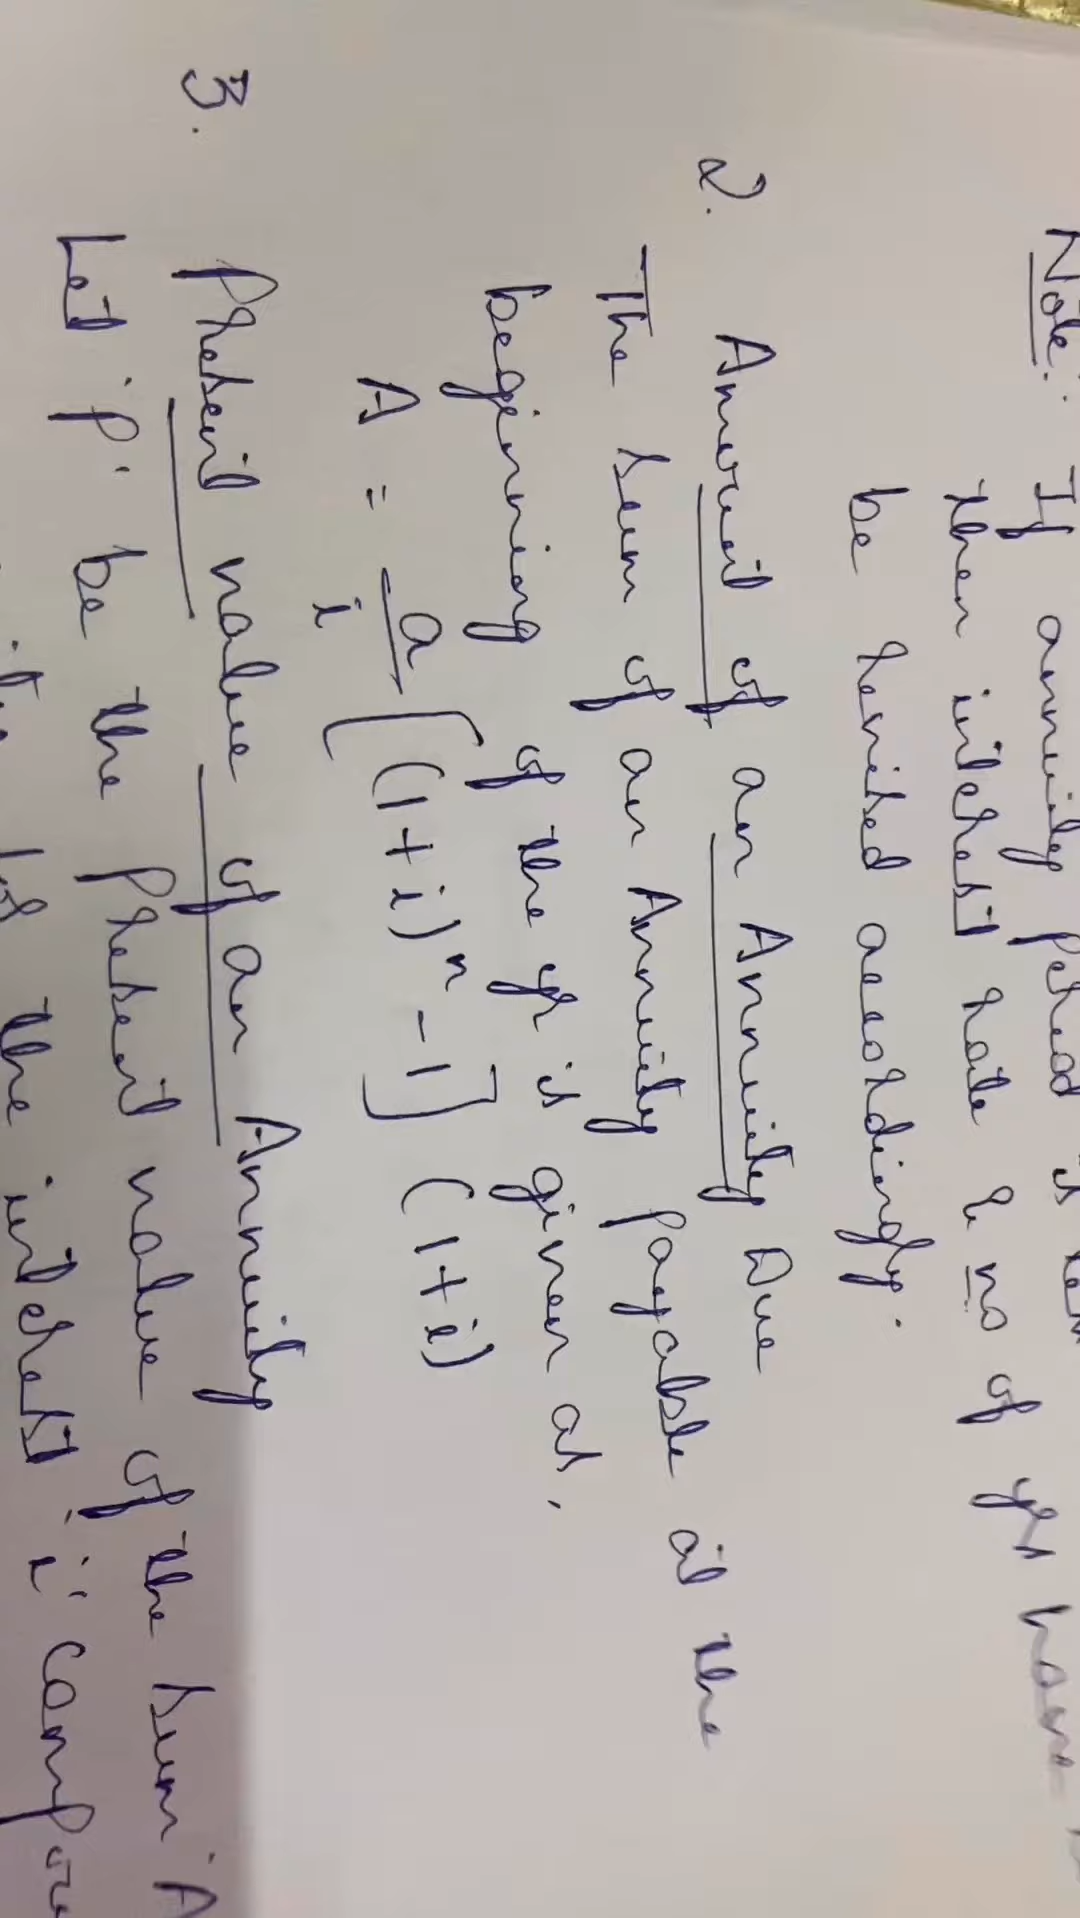 Note: If annuity period is
then interest rate & no of yrs have
be revised accordingly.
2. Amount of an Annuity Due
The sum of an Annuity payable at the
begining of the yr is given as,
A = a/i [(1+i)^n - 1] (1+i)
3. Present value of an Annuity
Let 'P' be the present value of the sum 'A
the interest 'i'